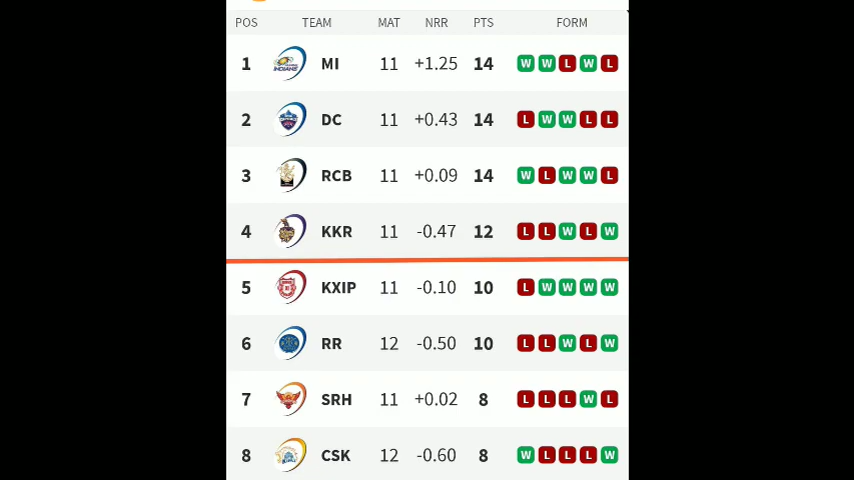 POS TEAM MAT NRR PTS FORM
1 MI 11 +1.25 14 W W L W L
2 DC 11 +0.43 14 L W W L L
3 RCB 11 +0.09 14 W L W W L
4 KKR 11 -0.47 12 L L W L W
5 KXIP 11 -0.10 10 L W W W W
6 RR 12 -0.50 10 L L W L W
7 SRH 11 +0.02 8 L L L W L
8 CSK 12 -0.60 8 W L L L W